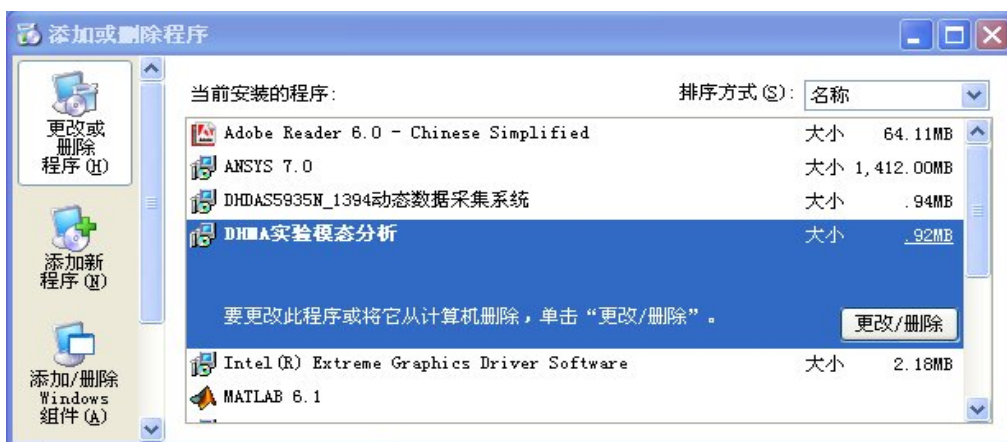 添加或删除程序
更改或
删除
程序(H)
添加新
程序(N)
添加/删除
Windows
组件(A)
当前安装的程序:
排序方式(S): 名称
Adobe Reader 6.0 - Chinese Simplified 大小 64.11MB
ANSYS 7.0 大小 1,412.00MB
DHDAS5935N_1394动态数据采集系统 大小 .94MB
DHMA实验模态分析 大小 .92MB
要更改此程序或将它从计算机删除，单击“更改/删除”。
更改/删除
Intel(R) Extreme Graphics Driver Software 大小 2.18MB
MATLAB 6.1